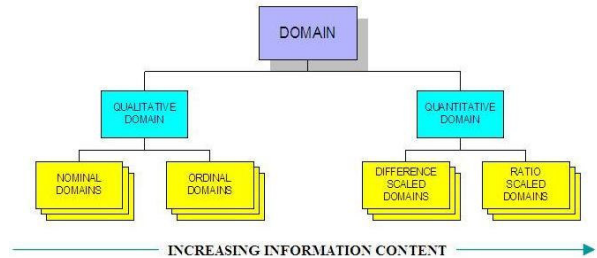 DOMAIN
QUALITATIVE
DOMAIN
QUANTITATIVE
DOMAIN
NOMINAL
DOMAINS
ORDINAL
DOMAINS
DIFFERENCE
SCALED
DOMAINS
RATIO
SCALED
DOMAINS
INCREASING INFORMATION CONTENT